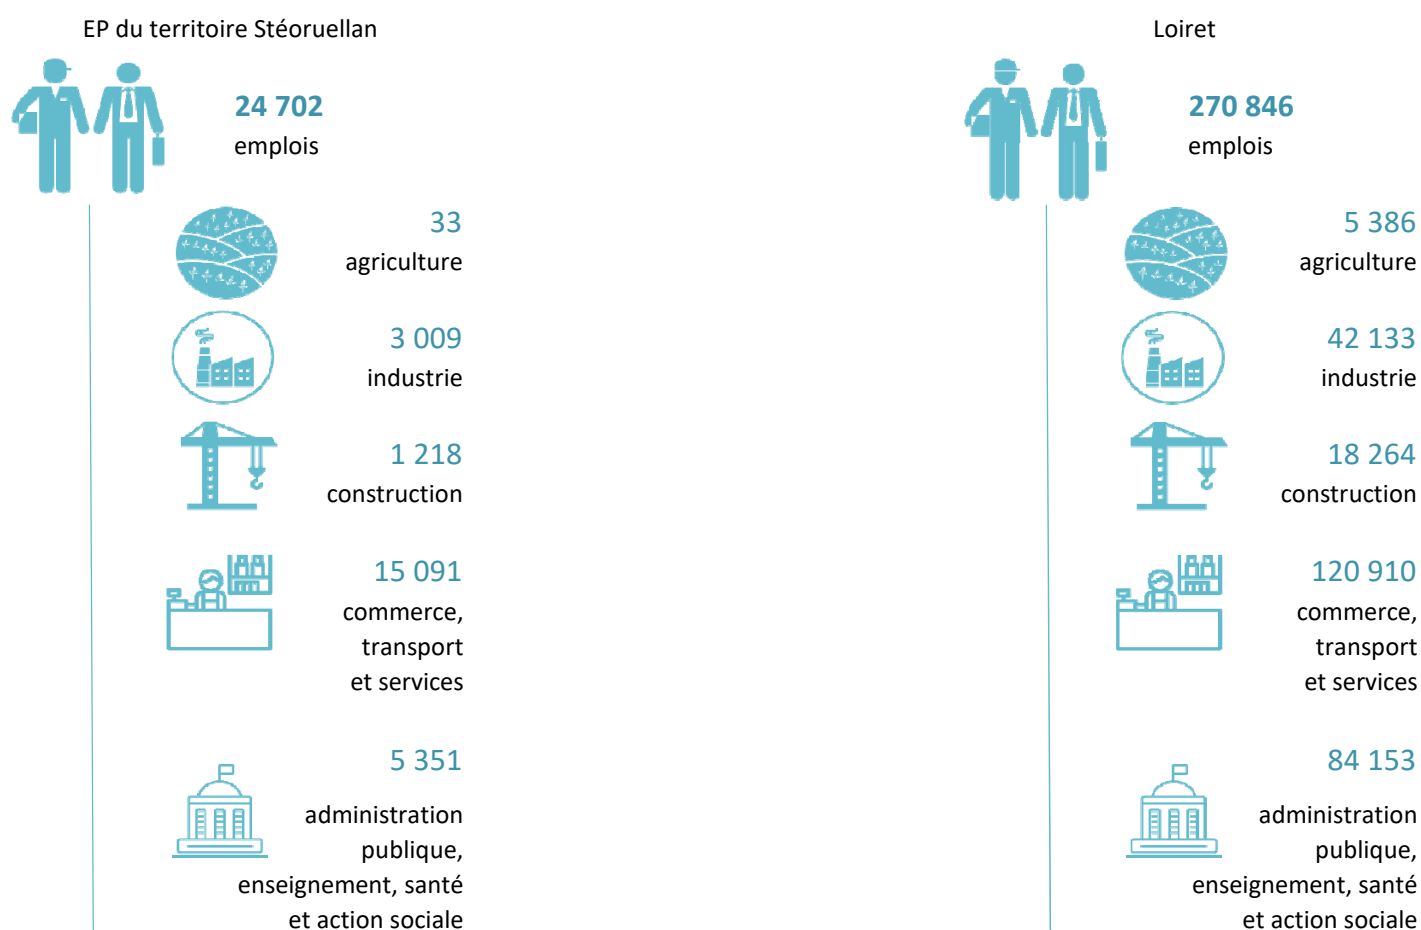 EP du territoire Stéoruellan
24 702
emplois
33
agriculture
3 009
industrie
1 218
construction
15 091
commerce,
transport
et services
5 351
administration
publique,
enseignement, santé
et action sociale
Loiret
270 846
emplois
5 386
agriculture
42 133
industrie
18 264
construction
120 910
commerce,
transport
et services
84 153
administration
publique,
enseignement, santé
et action sociale